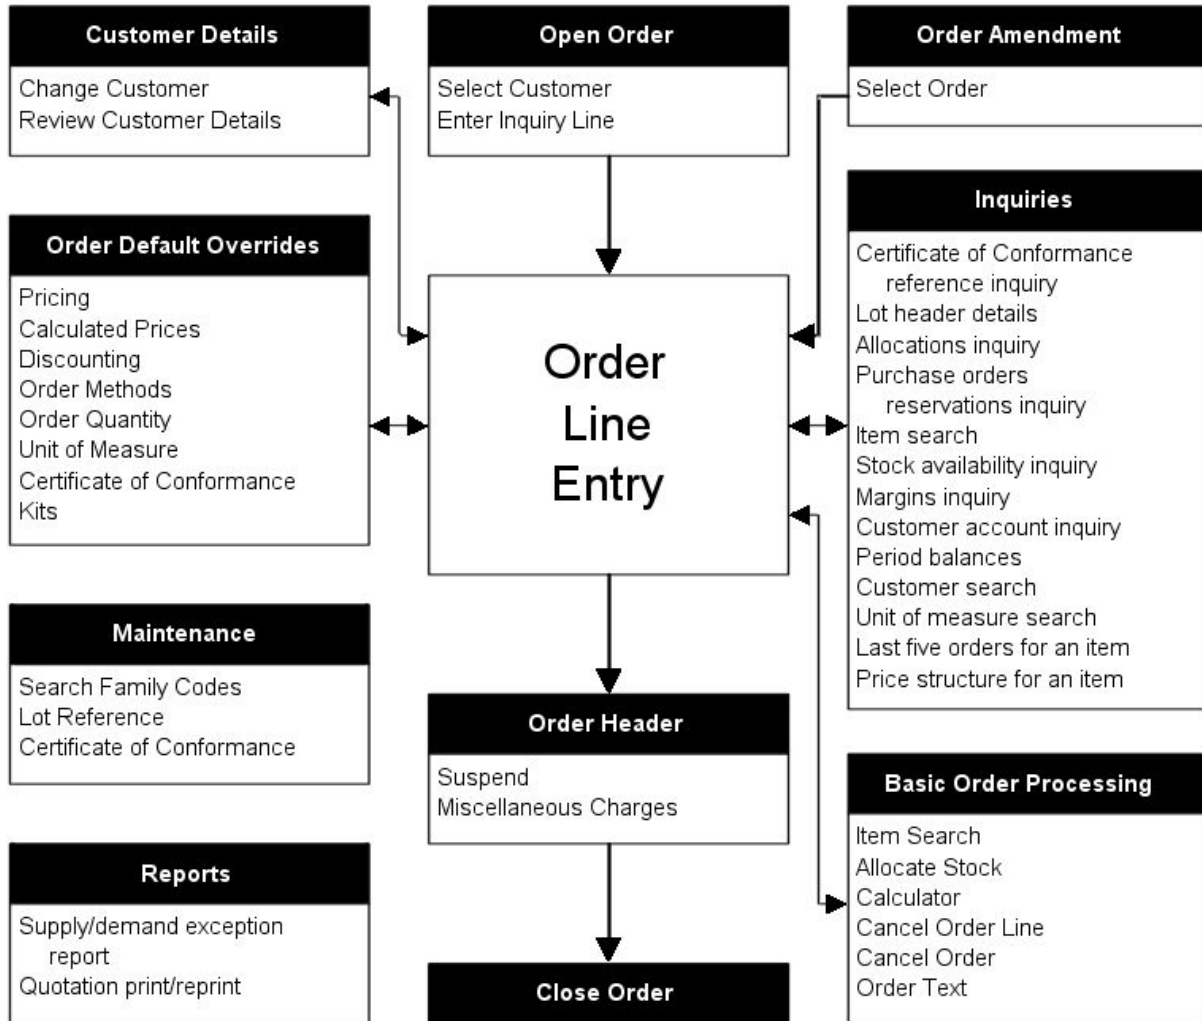 Customer Details
Change Customer
Review Customer Details
Open Order
Select Customer
Enter Inquiry Line
Order Amendment
Select Order
Order Default Overrides
Pricing
Calculated Prices
Discounting
Order Methods
Order Quantity
Unit of Measure
Certificate of Conformance
Kits
Order
Line
Entry
Inquiries
Certificate of Conformance
reference inquiry
Lot header details
Allocations inquiry
Purchase orders
reservations inquiry
Item search
Stock availability inquiry
Margins inquiry
Customer account inquiry
Period balances
Customer search
Unit of measure search
Last five orders for an item
Price structure for an item
Maintenance
Search Family Codes
Lot Reference
Certificate of Conformance
Order Header
Suspend
Miscellaneous Charges
Basic Order Processing
Item Search
Allocate Stock
Calculator
Cancel Order Line
Cancel Order
Order Text
Reports
Supply/demand exception
report
Quotation print/reprint
Close Order